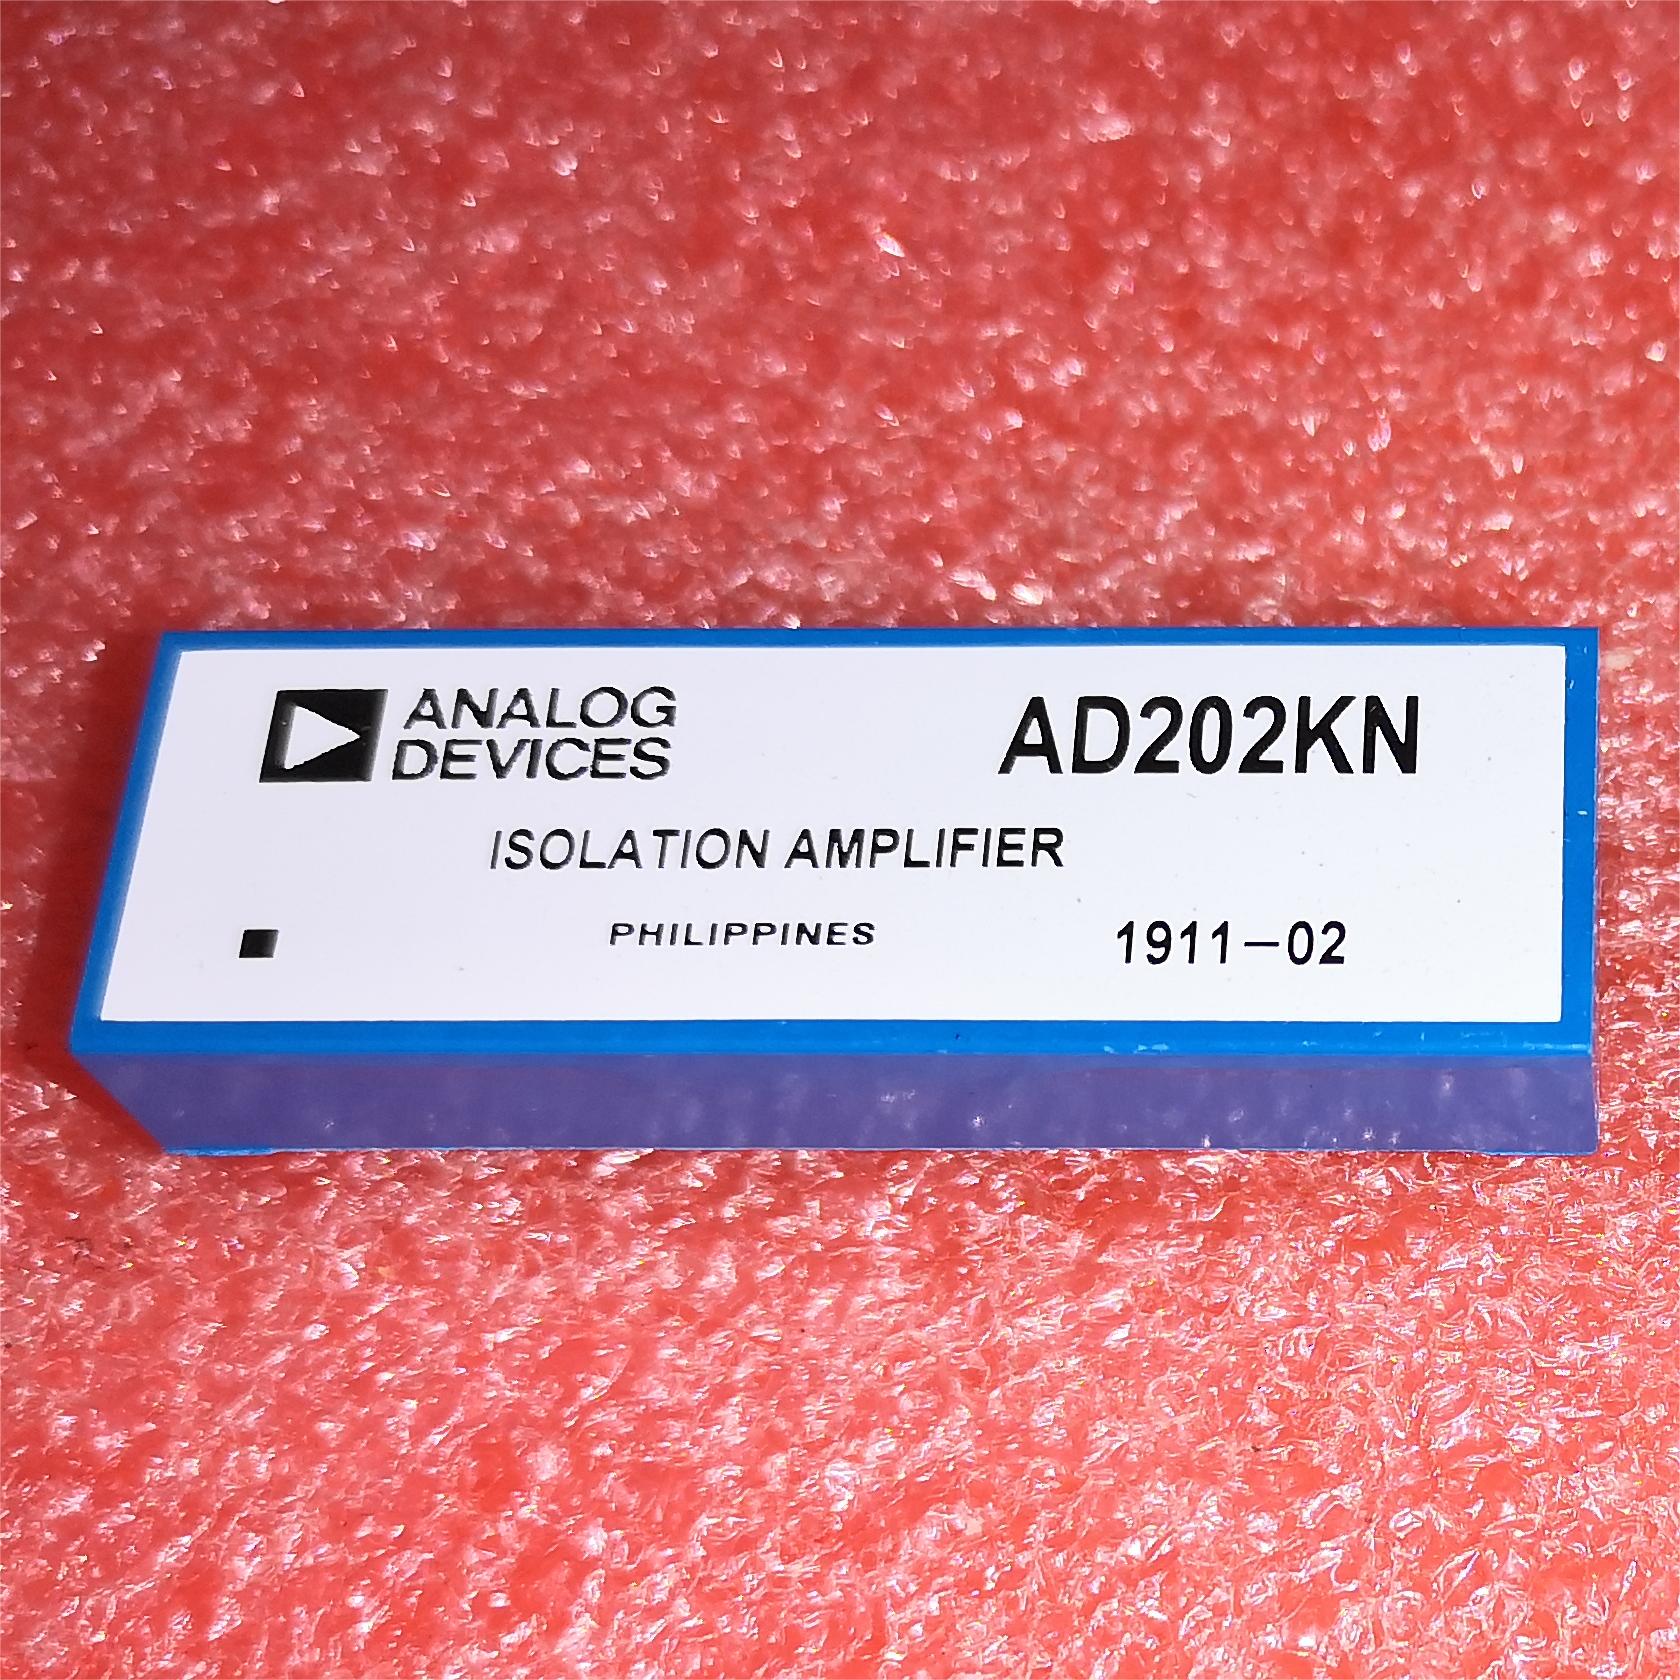 ANALOG
DEVICES
AD202KN
ISOLATION AMPLIFIER
PHILIPPINES
1911-02